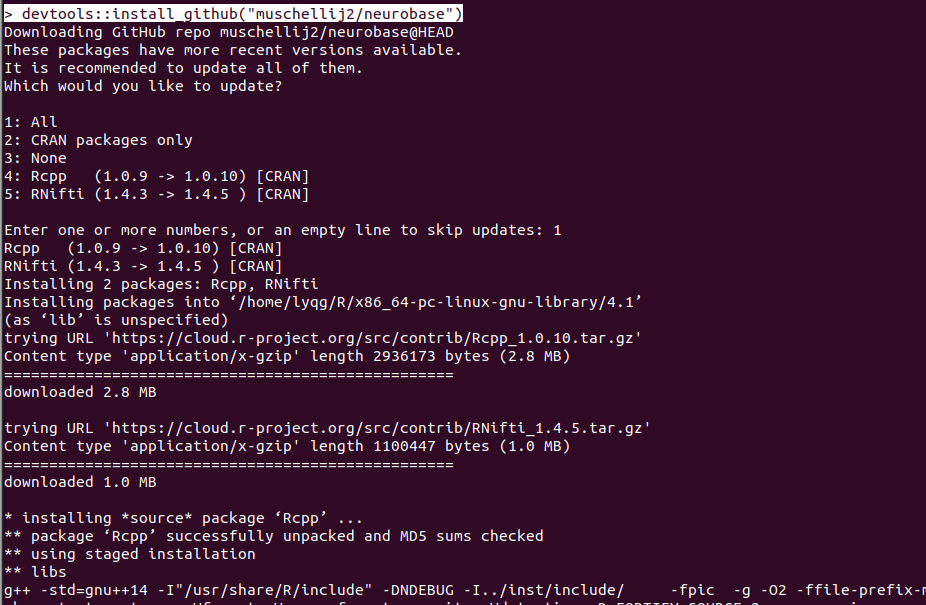 > devtools::install_github("muschellij2/neurobase")
Downloading GitHub repo muschellij2/neurobase@HEAD
These packages have more recent versions available.
It is recommended to update all of them.
Which would you like to update?

1: All
2: CRAN packages only
3: None
4: Rcpp   (1.0.9 -> 1.0.10) [CRAN]
5: RNifti (1.4.3 -> 1.4.5 ) [CRAN]

Enter one or more numbers, or an empty line to skip updates: 1
Rcpp   (1.0.9 -> 1.0.10) [CRAN]
RNifti (1.4.3 -> 1.4.5 ) [CRAN]
Installing 2 packages: Rcpp, RNifti
Installing packages into ‘/home/lyqg/R/x86_64-pc-linux-gnu-library/4.1’
(as ‘lib’ is unspecified)
trying URL 'https://cloud.r-project.org/src/contrib/Rcpp_1.0.10.tar.gz'
Content type 'application/x-gzip' length 2936173 bytes (2.8 MB)
==================================================
downloaded 2.8 MB

trying URL 'https://cloud.r-project.org/src/contrib/RNifti_1.4.5.tar.gz'
Content type 'application/x-gzip' length 1100447 bytes (1.0 MB)
==================================================
downloaded 1.0 MB

* installing *source* package ‘Rcpp’ ...
** package ‘Rcpp’ successfully unpacked and MD5 sums checked
** using staged installation
** libs
g++ -std=gnu++14 -I"/usr/share/R/include" -DNDEBUG -I../inst/include/     -fpic  -g -O2 -ffile-prefix-m